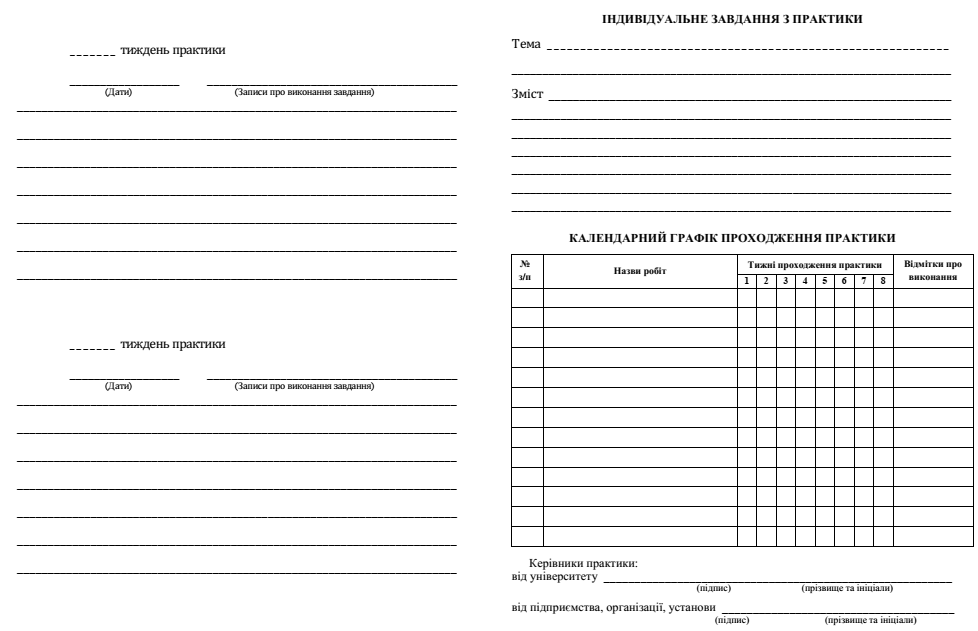 _______ тиждень практики
(Дати) (Записи про виконання завдання)
_______ тиждень практики
(Дати) (Записи про виконання завдання)
ІНДИВІДУАЛЬНЕ ЗАВДАННЯ З ПРАКТИКИ
Тема
Зміст
КАЛЕНДАРНИЙ ГРАФІК ПРОХОДЖЕННЯ ПРАКТИКИ
№ з/п Назви робіт Тижні проходження практики Відмітки про виконання
1 2 3 4 5 6 7 8
Керівники практики:
від університету
(підпис) (прізвище та ініціали)
від підприємства, організації, установи
(підпис) (прізвище та ініціали)